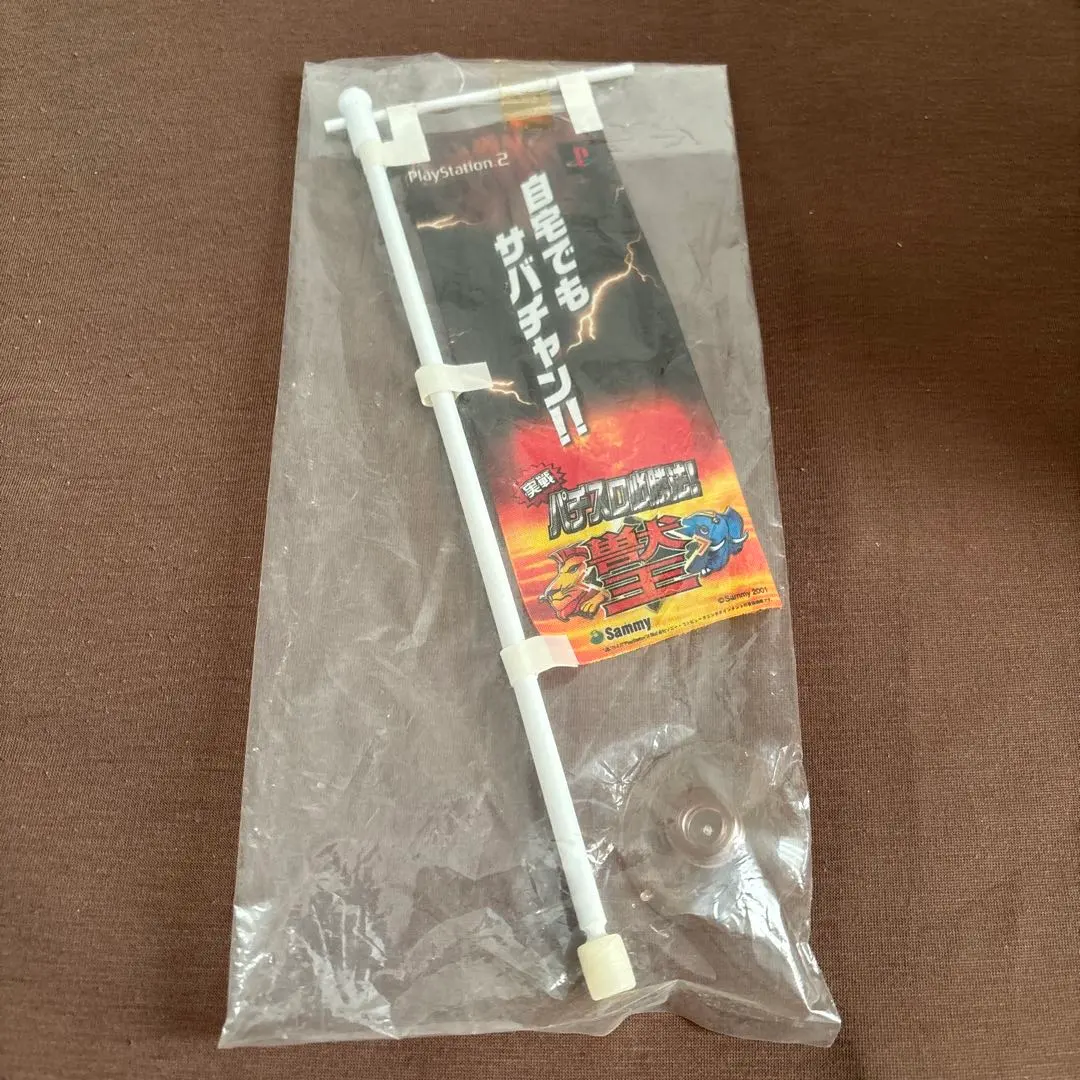 PlayStation 2
自宅でも
サバチャン!!
実戦
パチスロ必勝法!
獣王
©Sammy 2001
Sammy